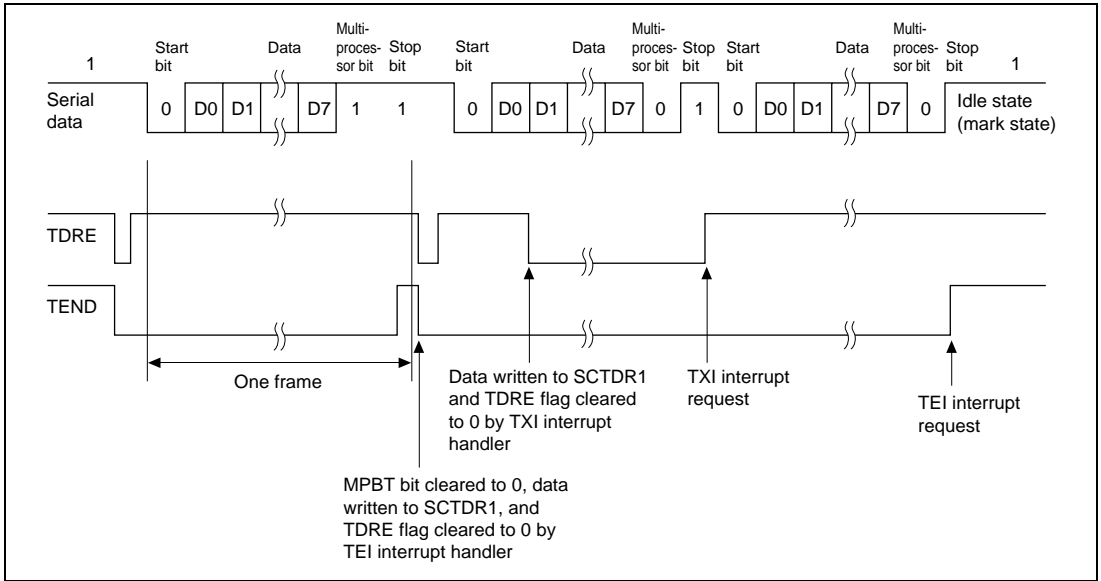 1
Start bit
Data
Multi-
proces-
sor bit
Stop
bit
Start
bit
Data
Multi-
proces-
sor bit
Stop
bit
Start
bit
Data
Multi-
proces-
sor bit
Stop
bit
1
Serial
data
0 D0 D1 D7 1 1 0 D0 D1 D7 0 1 0 D0 D1 D7 0
Idle state
(mark state)
TDRE
TEND
One frame
Data written to SCTDR1
and TDRE flag cleared
to 0 by TXI interrupt
handler
TXI interrupt
request
TEI interrupt
request
MPBT bit cleared to 0, data
written to SCTDR1, and
TDRE flag cleared to 0 by
TEI interrupt handler